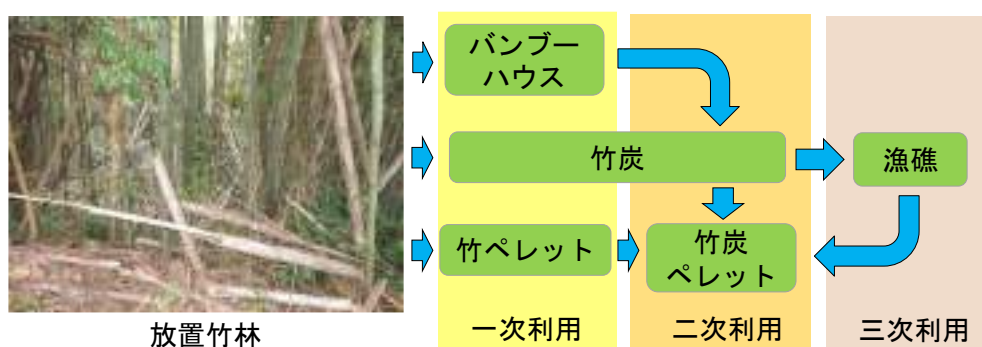 バンブー
ハウス
竹炭
漁礁
竹ペレット
竹炭
ペレット
放置竹林
一次利用
二次利用
三次利用